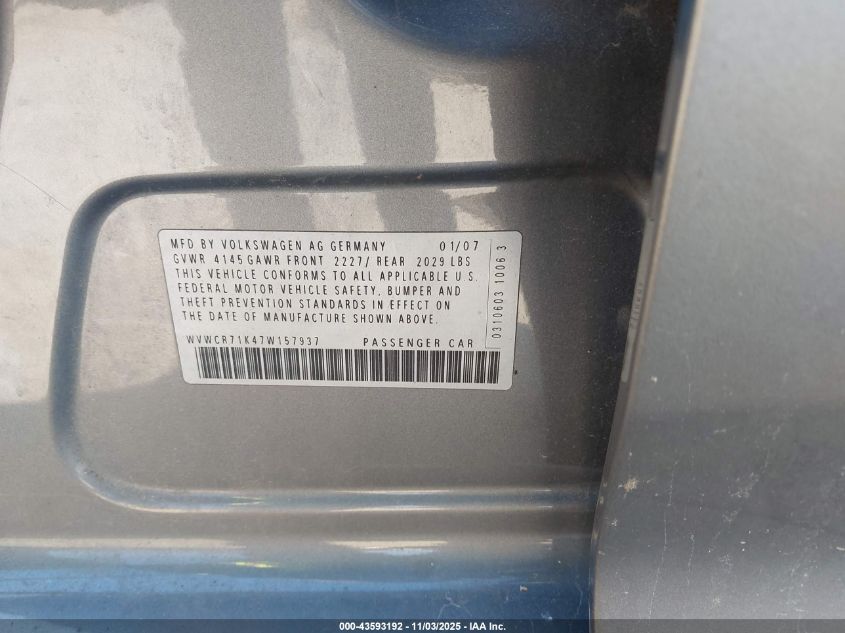 MFD BY VOLKSWAGEN AG GERMANY 01/07
GVWR 4145 GAWR FRONT 2227/ REAR 2029 LBS
THIS VEHICLE CONFORMS TO ALL APPLICABLE U.S.
FEDERAL MOTOR VEHICLE SAFETY, BUMPER AND
THEFT PREVENTION STANDARDS IN EFFECT ON
THE DATE OF MANUFACTURE SHOWN ABOVE.
WVWCR71K47W157937 PASSENGER CAR
0310603 1006 3
000-43593192 - 11/03/2025 - IAA Inc.